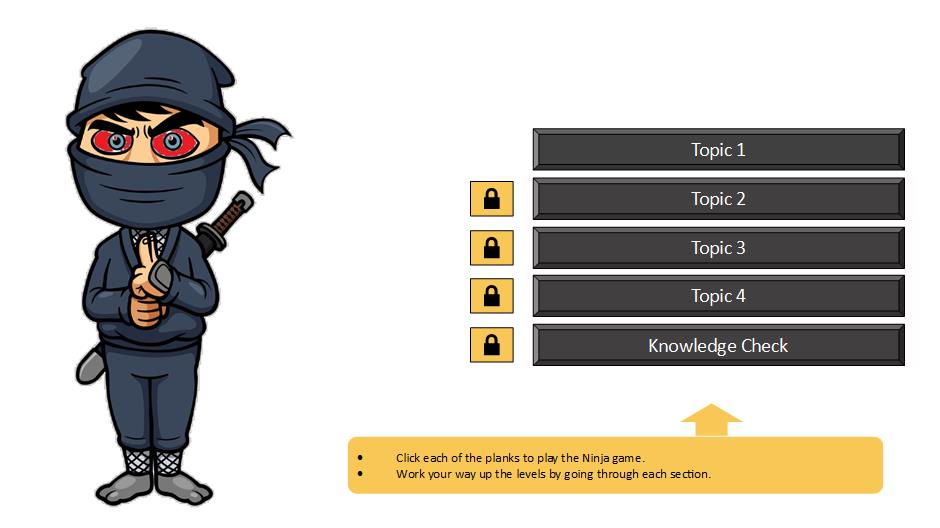 Topic 1
Topic 2
Topic 3
Topic 4
Knowledge Check
• Click each of the planks to play the Ninja game.
• Work your way up the levels by going through each section.